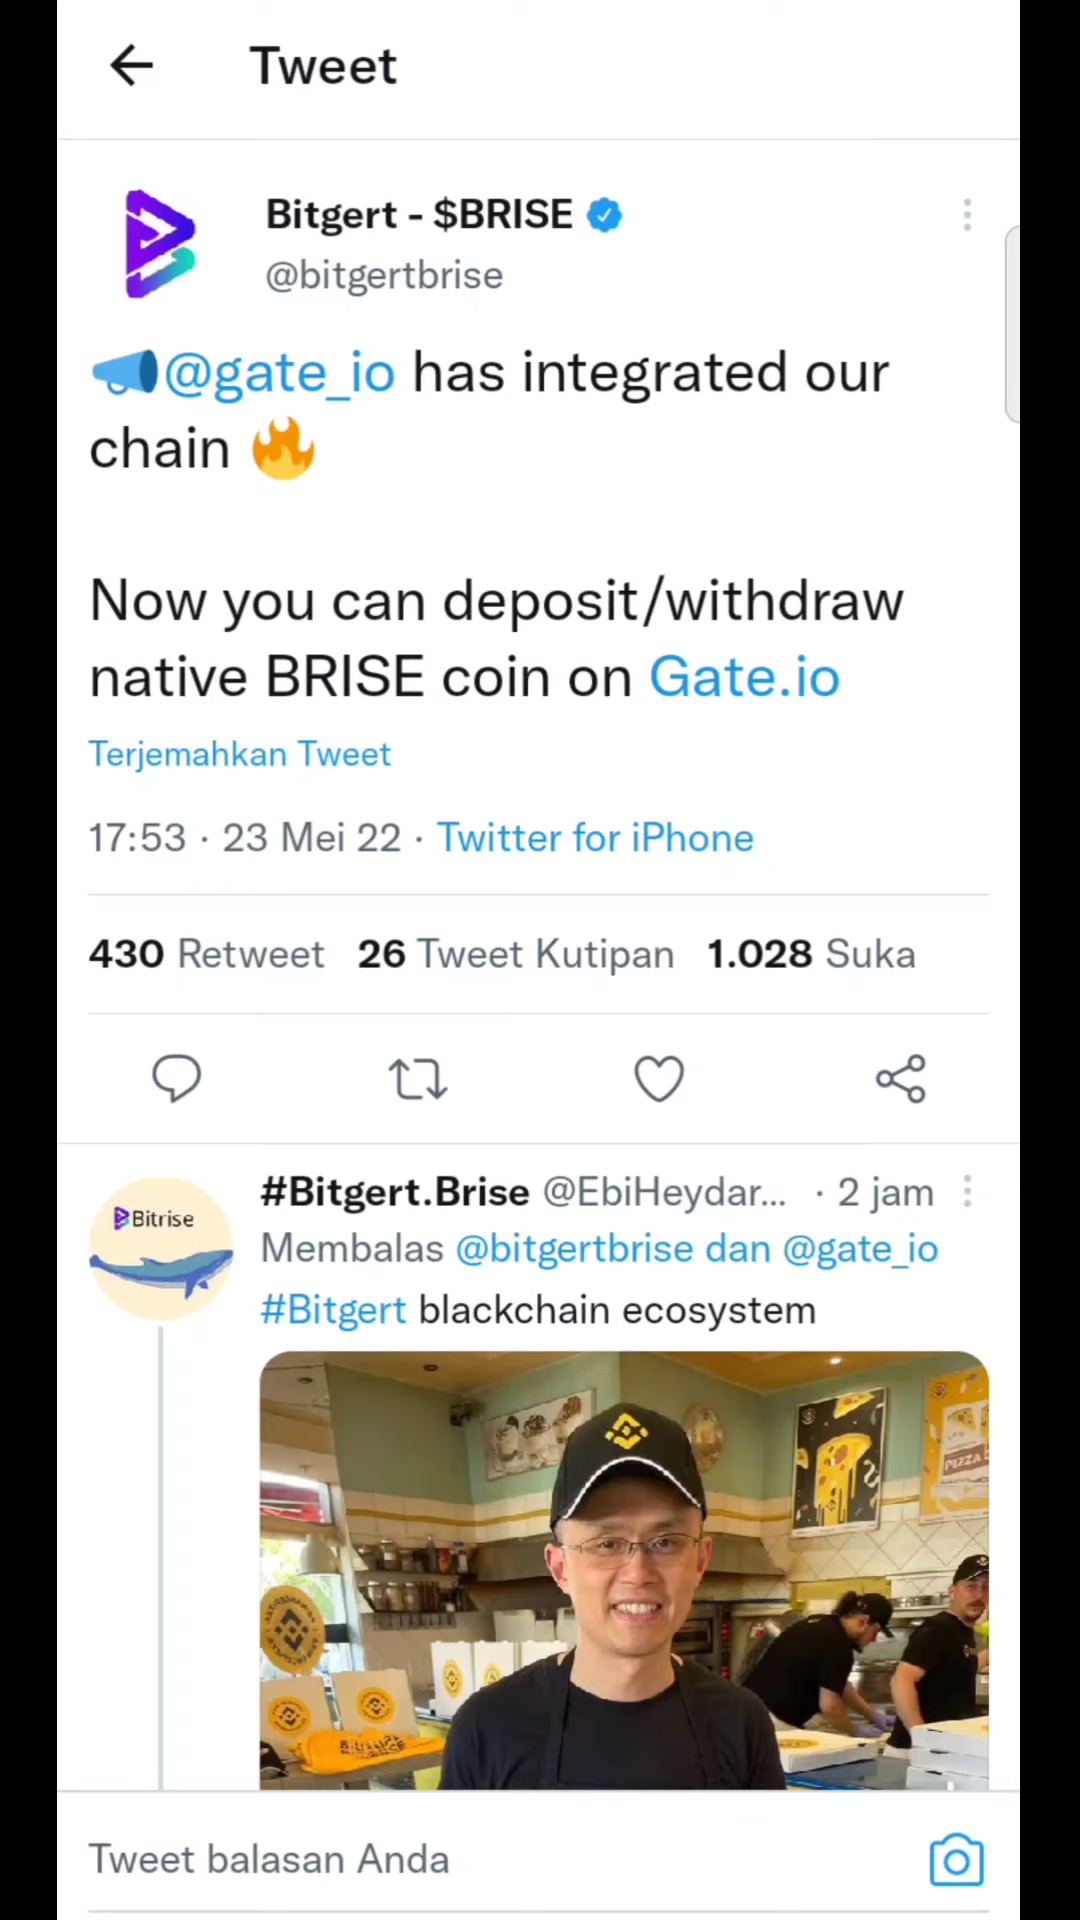 Tweet
Bitgert - $BRISE
@bitgertbrise
@gate_io has integrated our
chain
Now you can deposit/withdraw
native BRISE coin on Gate.io
Terjemahkan Tweet
17:53 · 23 Mei 22 · Twitter for iPhone
430 Retweet 26 Tweet Kutipan 1.028 Suka
Bitrise
#Bitgert.Brise @EbiHeydar... · 2 jam
Membalas @bitgertbrise dan @gate_io
#Bitgert blackchain ecosystem
PIZZA
Tweet balasan Anda